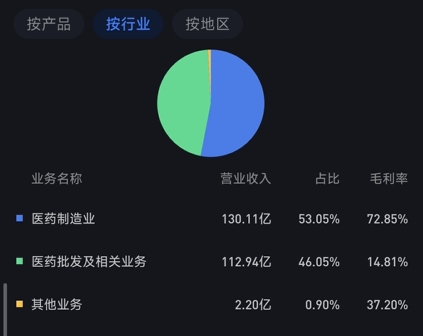 按产品 按行业 按地区
业务名称 营业收入 占比 毛利率
医药制造业 130.11亿 53.05% 72.85%
医药批发及相关业务 112.94亿 46.05% 14.81%
其他业务 2.20亿 0.90% 37.20%